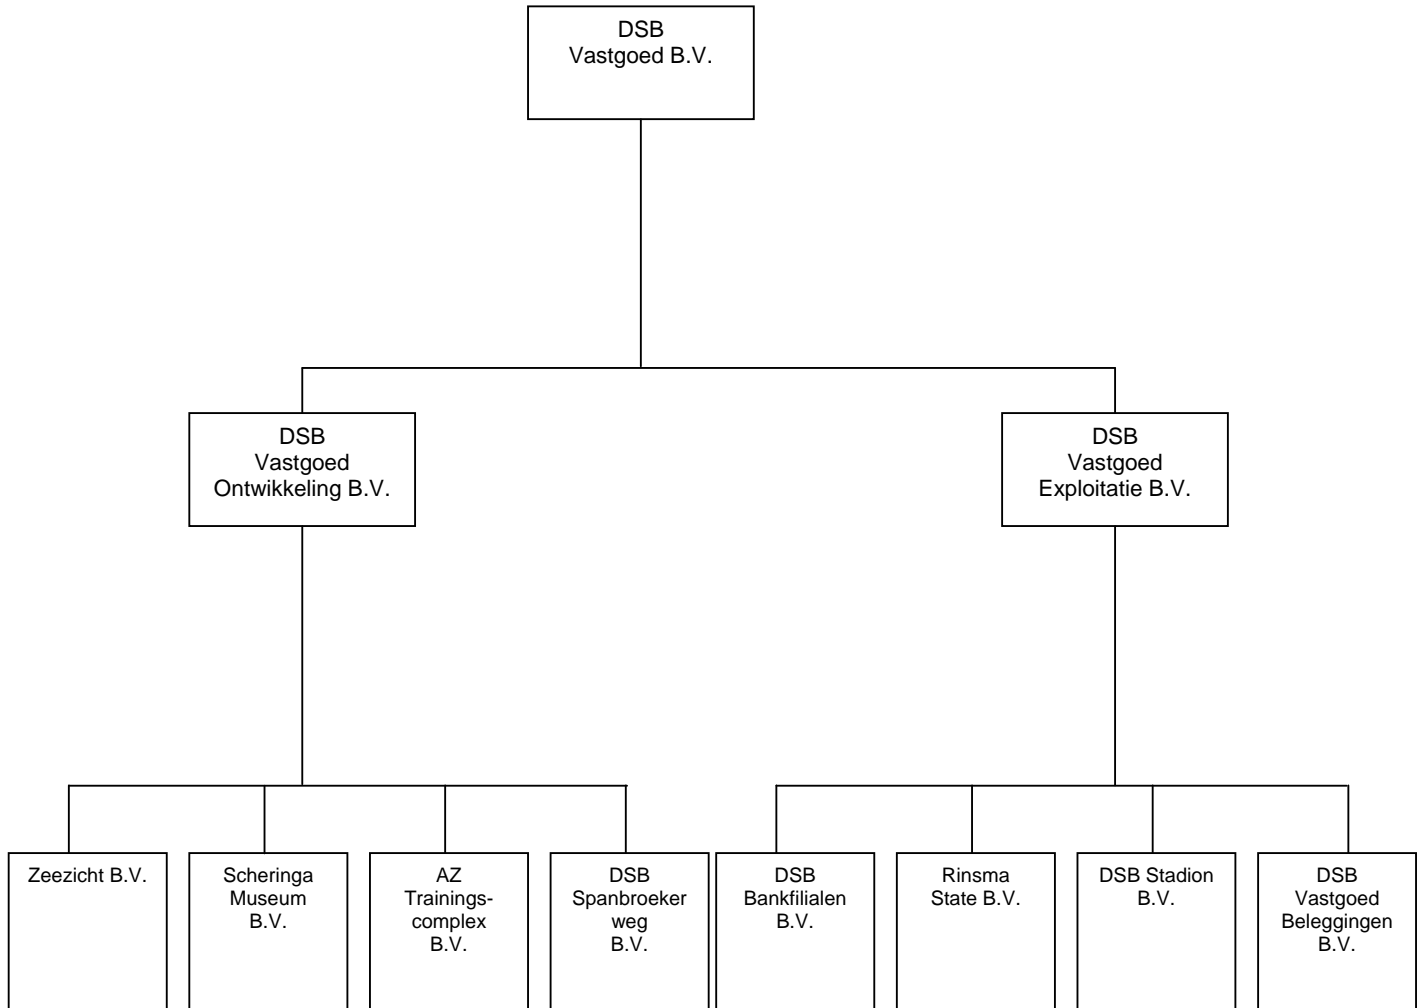 DSB
Vastgoed B.V.
DSB
Vastgoed
Ontwikkeling B.V.
DSB
Vastgoed
Exploitatie B.V.
Zeezicht B.V.
Scheringa
Museum
B.V.
AZ
Trainings-
complex
B.V.
DSB
Spanbroeker
weg
B.V.
DSB
Bankfilialen
B.V.
Rinsma
State B.V.
DSB Stadion
B.V.
DSB
Vastgoed
Beleggingen
B.V.